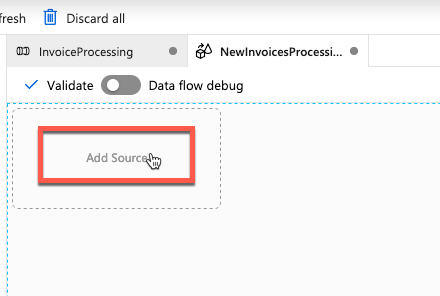 fresh Discard all
InvoiceProcessing NewInvoicesProcessi...
Validate Data flow debug
Add Source